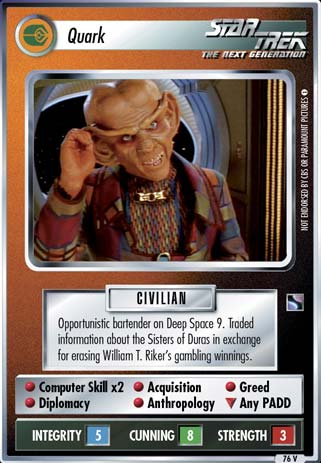 Quark
STAR TREK
THE NEXT GENERATION
NOT ENDORSED BY CBS OR PARAMOUNT PICTURES
CIVILIAN
Opportunistic bartender on Deep Space 9. Traded
information about the Sisters of Duras in exchange
for erasing William T. Riker's gambling winnings.
Computer Skill x2 Acquisition Greed
Diplomacy Anthropology Any PADD
INTEGRITY 5 CUNNING 8 STRENGTH 3
76 V